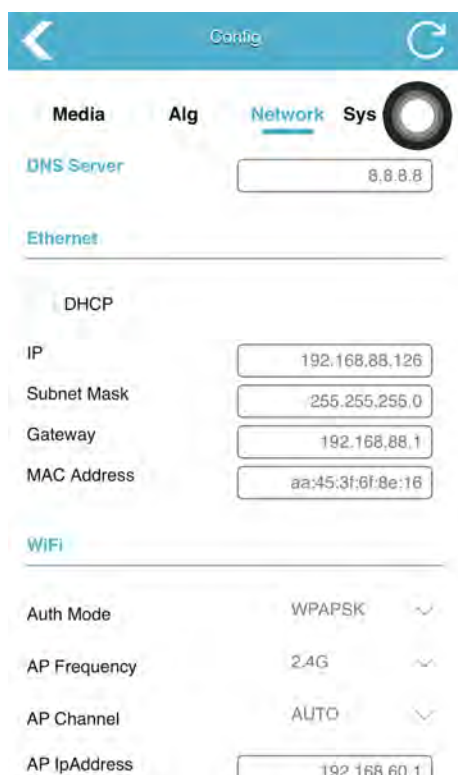 Config
Media Alg Network Sys
DNS Server 8.8.8.8
Ethernet
DHCP
IP 192.168.88.126
Subnet Mask 255.255.255.0
Gateway 192.168.88.1
MAC Address aa:45:3f:6f:8e:16
WiFi
Auth Mode WPAPSK
AP Frequency 2.4G
AP Channel AUTO
AP IpAddress 192.168.60.1